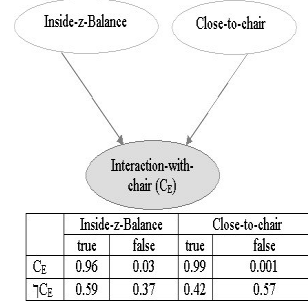 Inside-z-Balance
Close-to-chair
Interaction-with-
chair (CE)
Inside-z-Balance Close-to-chair
true false true false
CE 0.96 0.03 0.99 0.001
ךCE 0.59 0.37 0.42 0.57